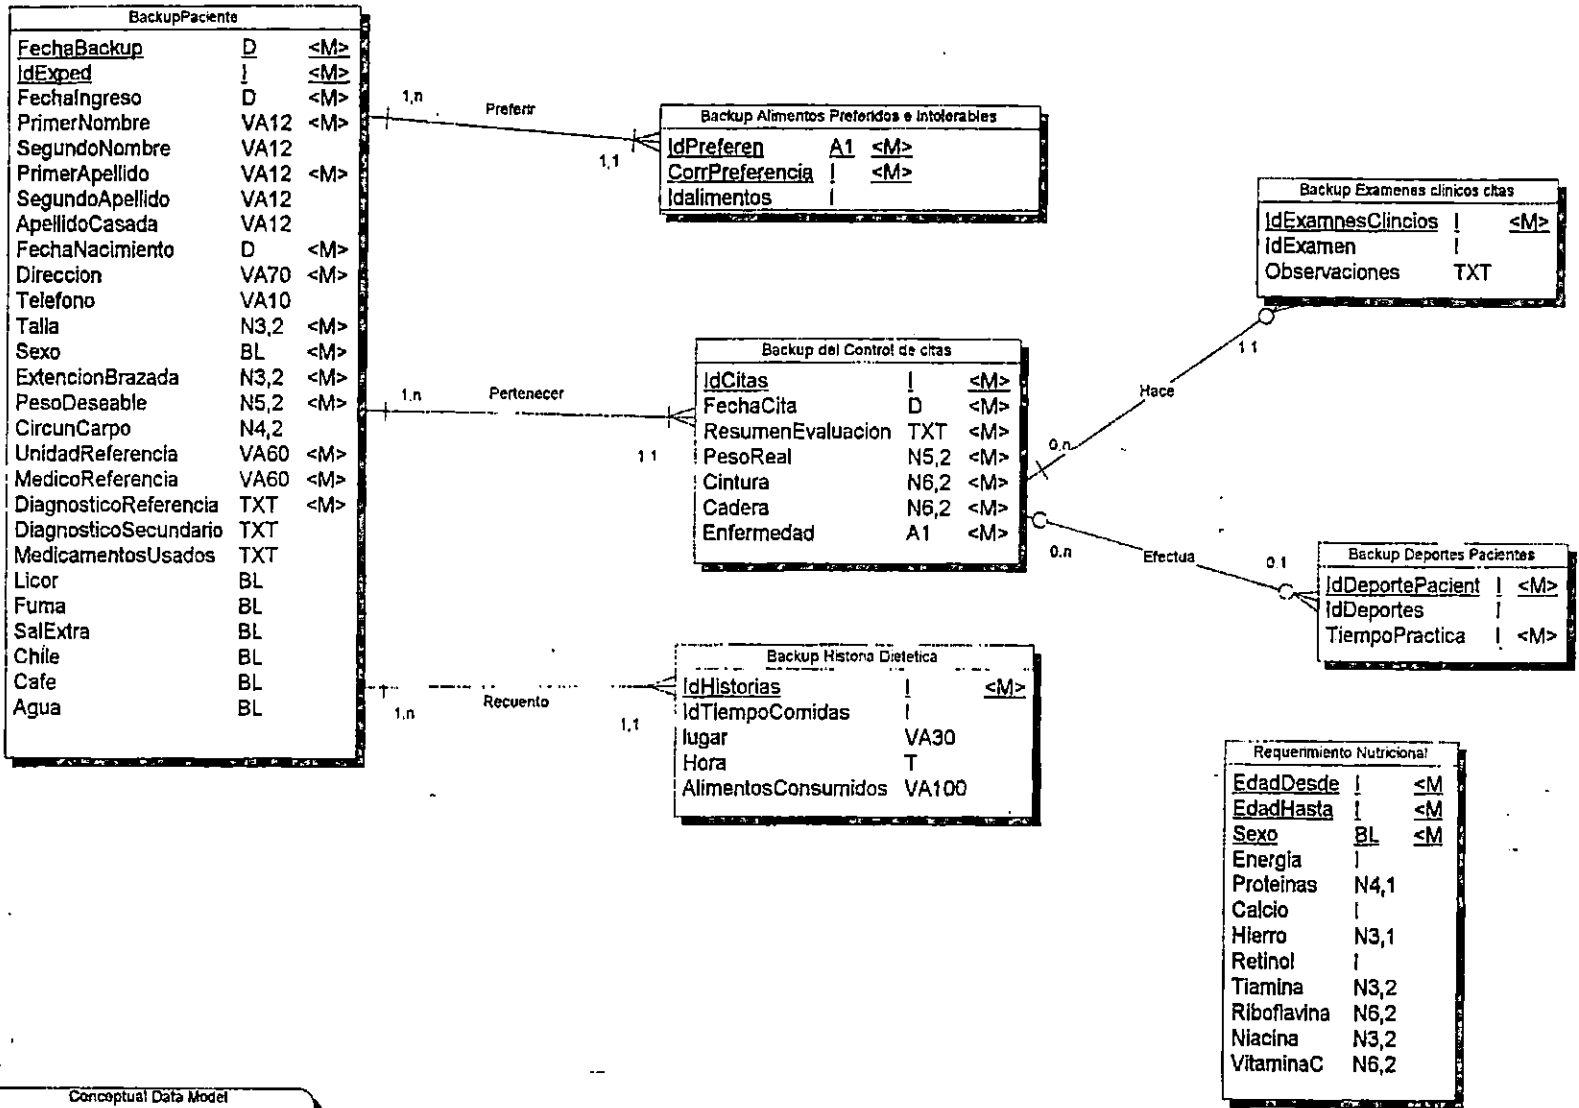 BackupPaciente
FechaBackup D <M>
IdExped I <M>
FechaIngreso D <M>
PrimerNombre VA12 <M>
SegundoNombre VA12
PrimerApellido VA12 <M>
SegundoApellido VA12
ApellidoCasada VA12
FechaNacimiento D <M>
Direccion VA70 <M>
Telefono VA10
Talla N3,2 <M>
Sexo BL <M>
ExtencionBrazada N3,2 <M>
PesoDeseable N5,2 <M>
CircunCarpo N4,2
UnidadReferencia VA60 <M>
MedicoReferencia VA60 <M>
DiagnosticoReferencia TXT <M>
DiagnosticoSecundario TXT
MedicamentosUsados TXT
Licor BL
Fuma BL
SalExtra BL
Chile BL
Cafe BL
Agua BL
1,n Preferir 1,1
Backup Alimentos Preferidos e Intolerables
IdPreferen A1 <M>
CorrPreferencia I <M>
Idalimentos I
1,n Pertenecer 1,1
Backup del Control de citas
IdCitas I <M>
FechaCita D <M>
ResumenEvaluacion TXT <M>
PesoReal N5,2 <M>
Cintura N6,2 <M>
Cadera N6,2 <M>
Enfermedad A1 <M>
1,n Recuento 1,1
Backup Historia Dietetica
IdHistorias I <M>
IdTiempoComidas I
lugar VA30
Hora T
AlimentosConsumidos VA100
0,n Hace 1,1
Backup Examenes clinicos citas
IdExamnesClincios I <M>
IdExamen I
Observaciones TXT
0,n Efectua 0,1
Backup Deportes Pacientes
IdDeportePacient I <M>
IdDeportes I
TiempoPractica I <M>
Requerimiento Nutricional
EdadDesde I <M
EdadHasta I <M
Sexo BL <M
Energia I
Proteinas N4,1
Calcio I
Hierro N3,1
Retinol I
Tiamina N3,2
Riboflavina N6,2
Niacina N3,2
VitaminaC N6,2
Conceptual Data Model